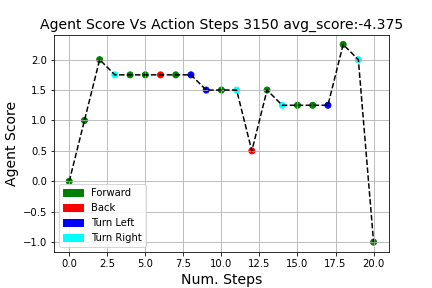 Agent Score Vs Action Steps 3150 avg_score:-4.375
Agent Score
2.0
1.5
1.0
0.5
0.0
−0.5
−1.0
Forward
Back
Turn Left
Turn Right
0.0 2.5 5.0 7.5 10.0 12.5 15.0 17.5 20.0
Num. Steps